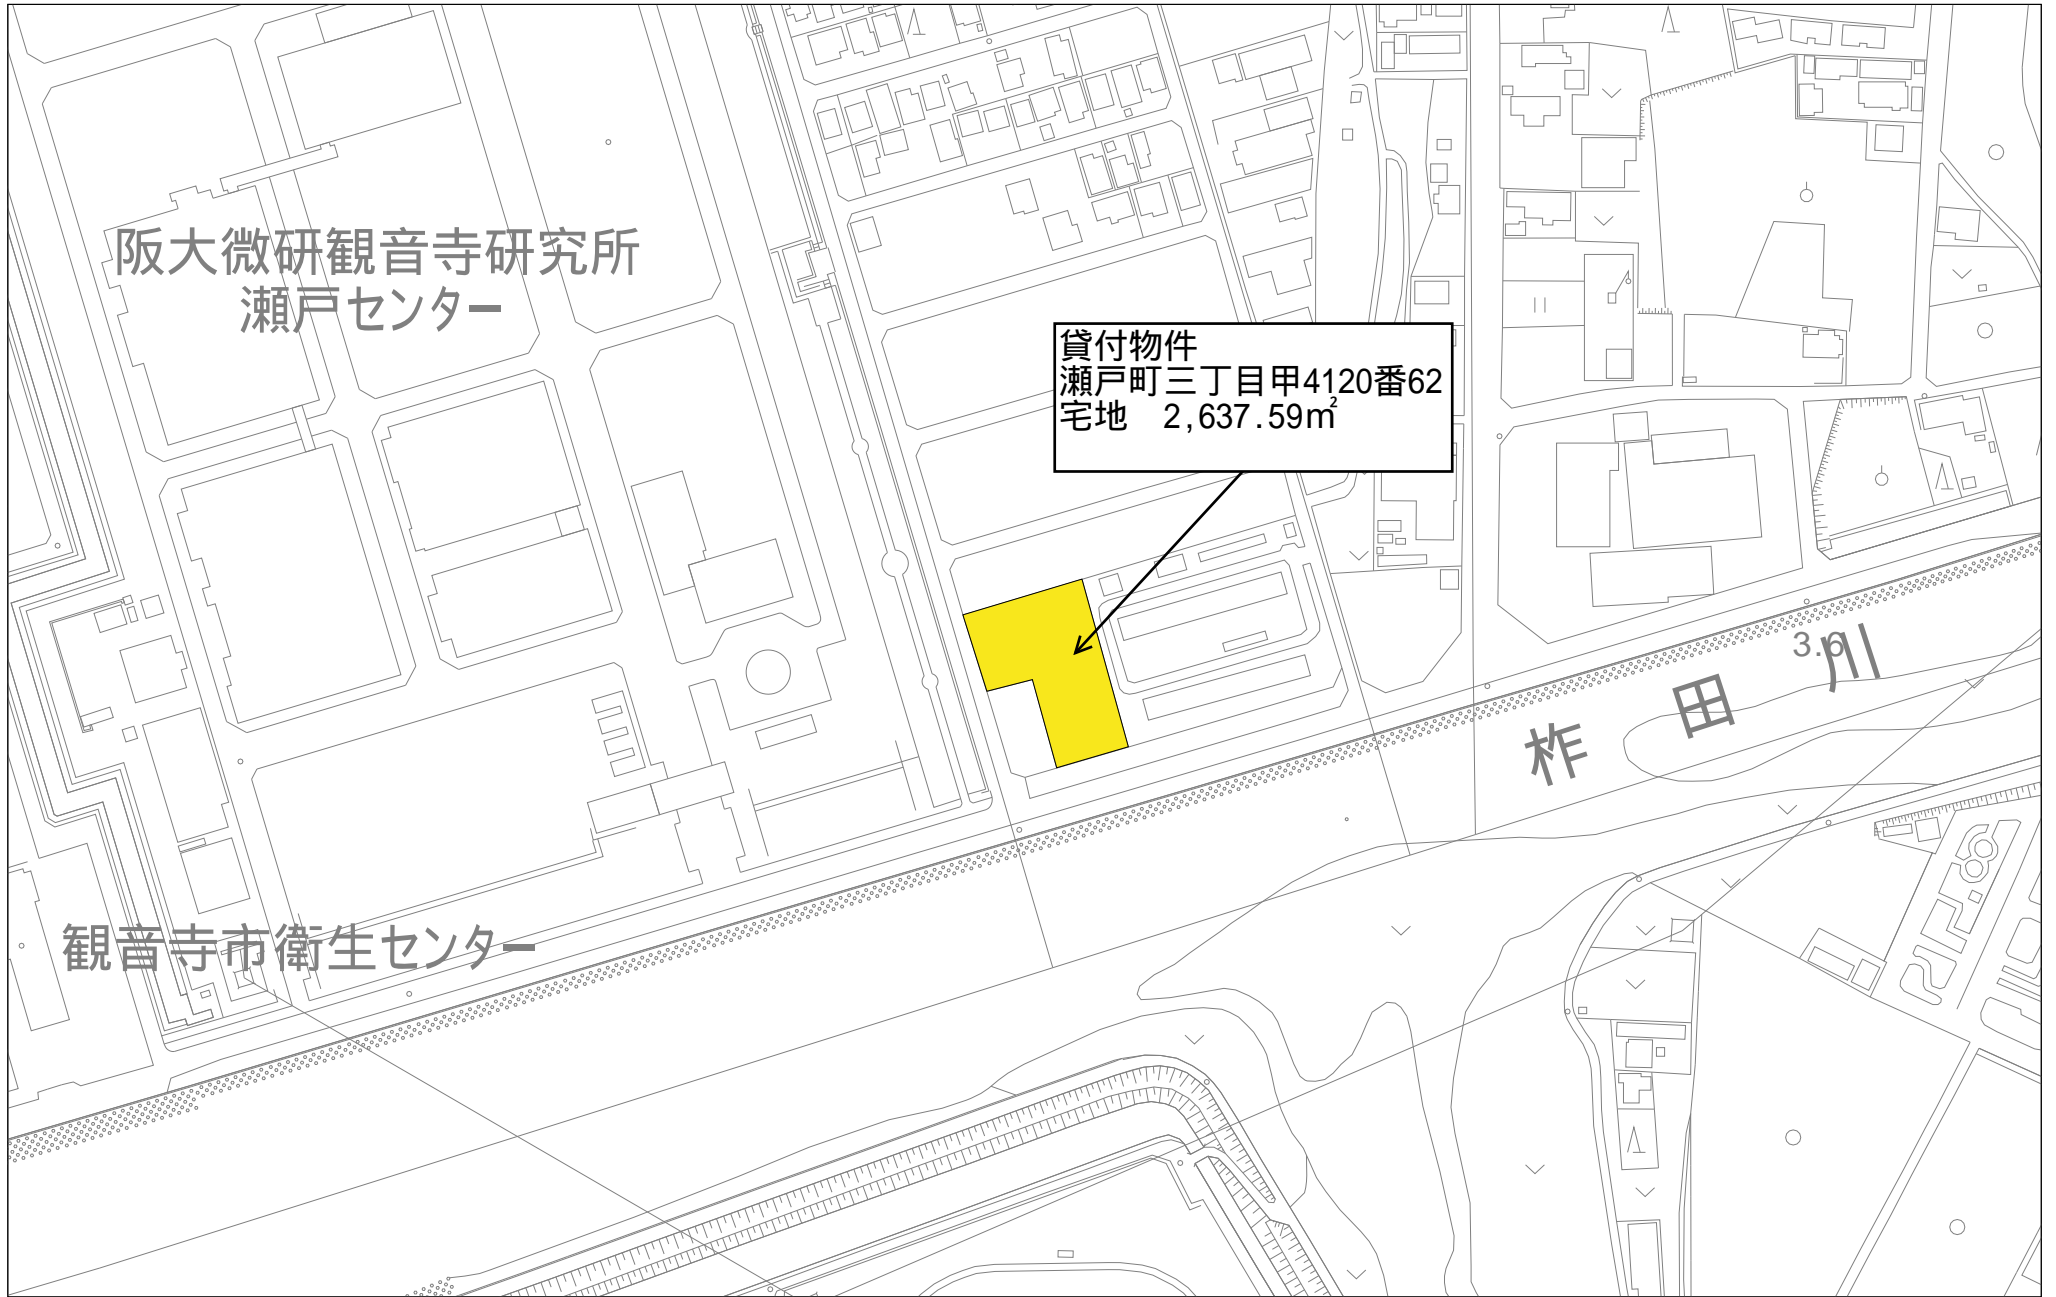 阪大微研観音寺研究所
瀬戸センター
貸付物件
瀬戸町三丁目甲4120番62
宅地　2,637.59㎡
3.6
柞田川
観音寺市衛生センター